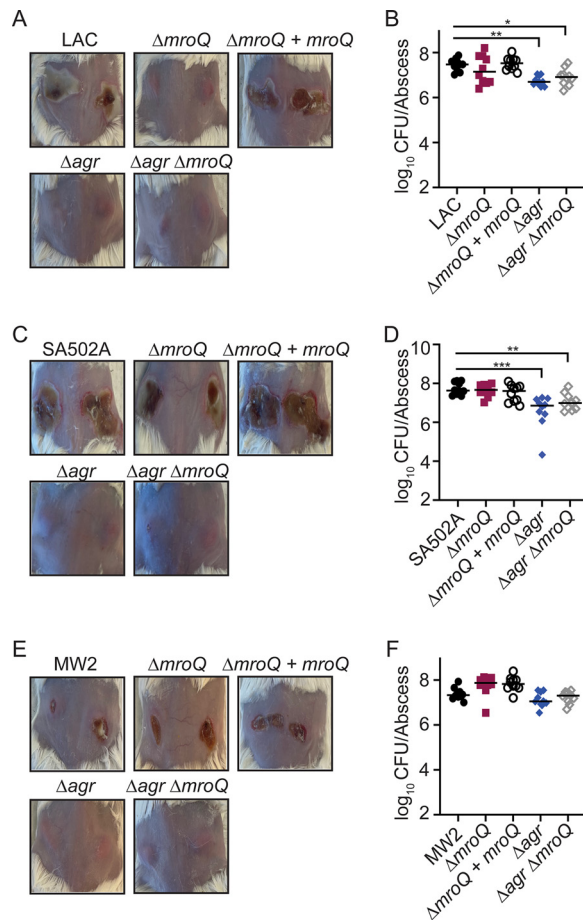 A
LAC
ΔmroQ
ΔmroQ + mroQ
Δagr
Δagr ΔmroQ
B
*
**
log10 CFU/Abscess
8
6
4
2
LAC
ΔmroQ
ΔmroQ + mroQ
Δagr
Δagr ΔmroQ
C
SA502A
ΔmroQ
ΔmroQ + mroQ
Δagr
Δagr ΔmroQ
D
**
***
log10 CFU/Abscess
10
8
6
4
2
SA502A
ΔmroQ
ΔmroQ + mroQ
Δagr
Δagr ΔmroQ
E
MW2
ΔmroQ
ΔmroQ + mroQ
Δagr
Δagr ΔmroQ
F
log10 CFU/Abscess
10
8
6
4
2
MW2
ΔmroQ
ΔmroQ + mroQ
Δagr
Δagr ΔmroQ